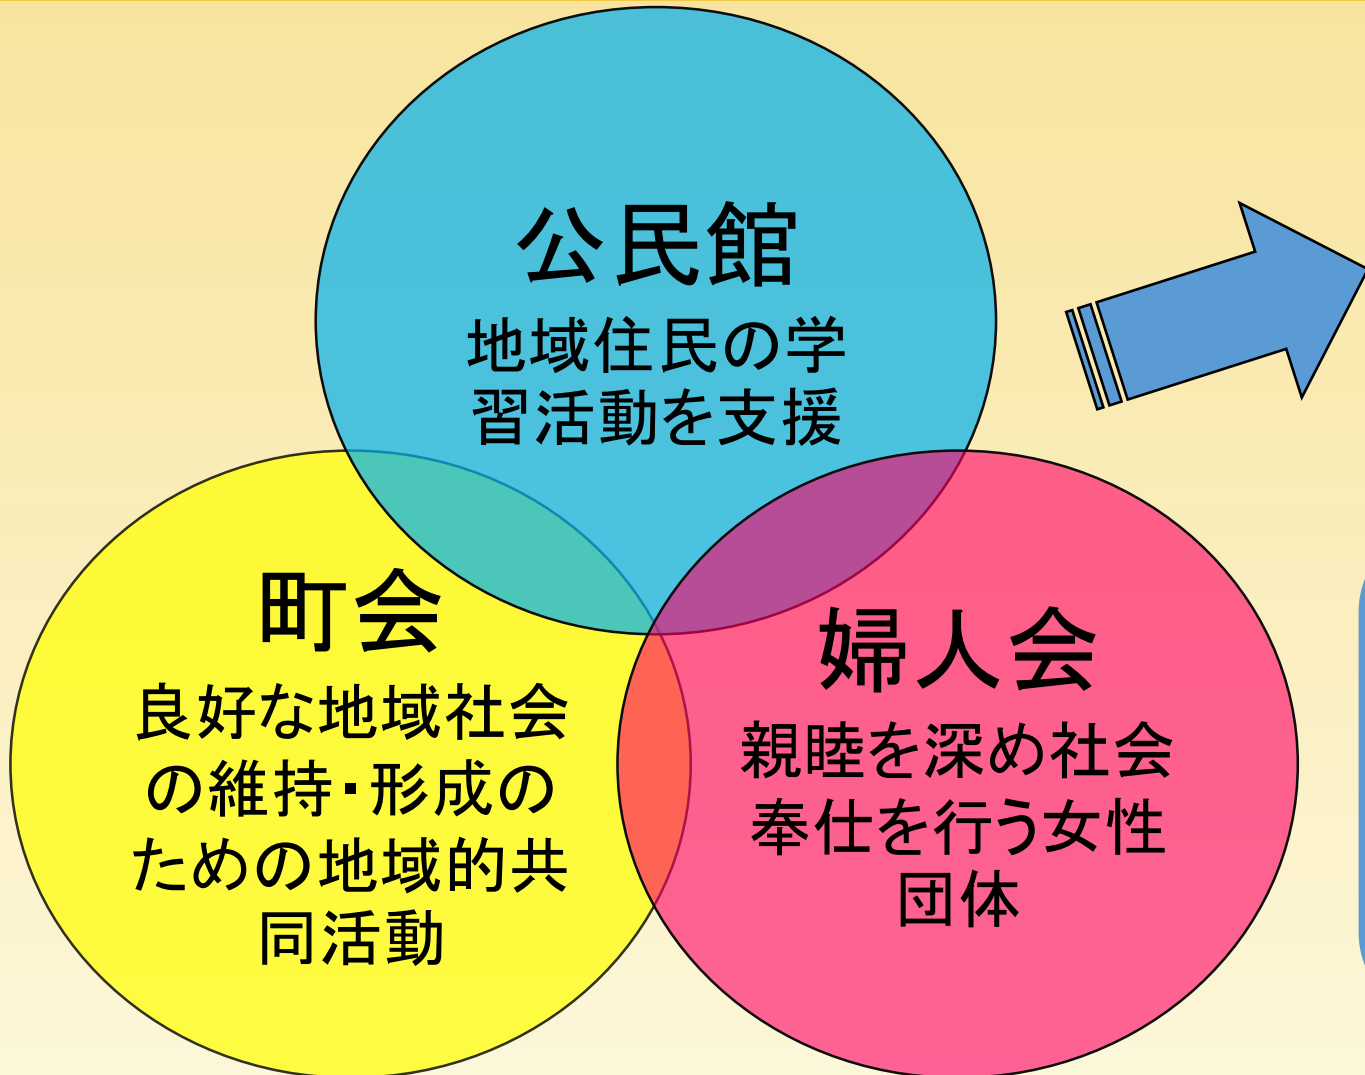 公民館
地域住民の学
習活動を支援
町会
良好な地域社会
の維持・形成の
ための地域的共
同活動
婦人会
親睦を深め社会
奉仕を行う女性
団体